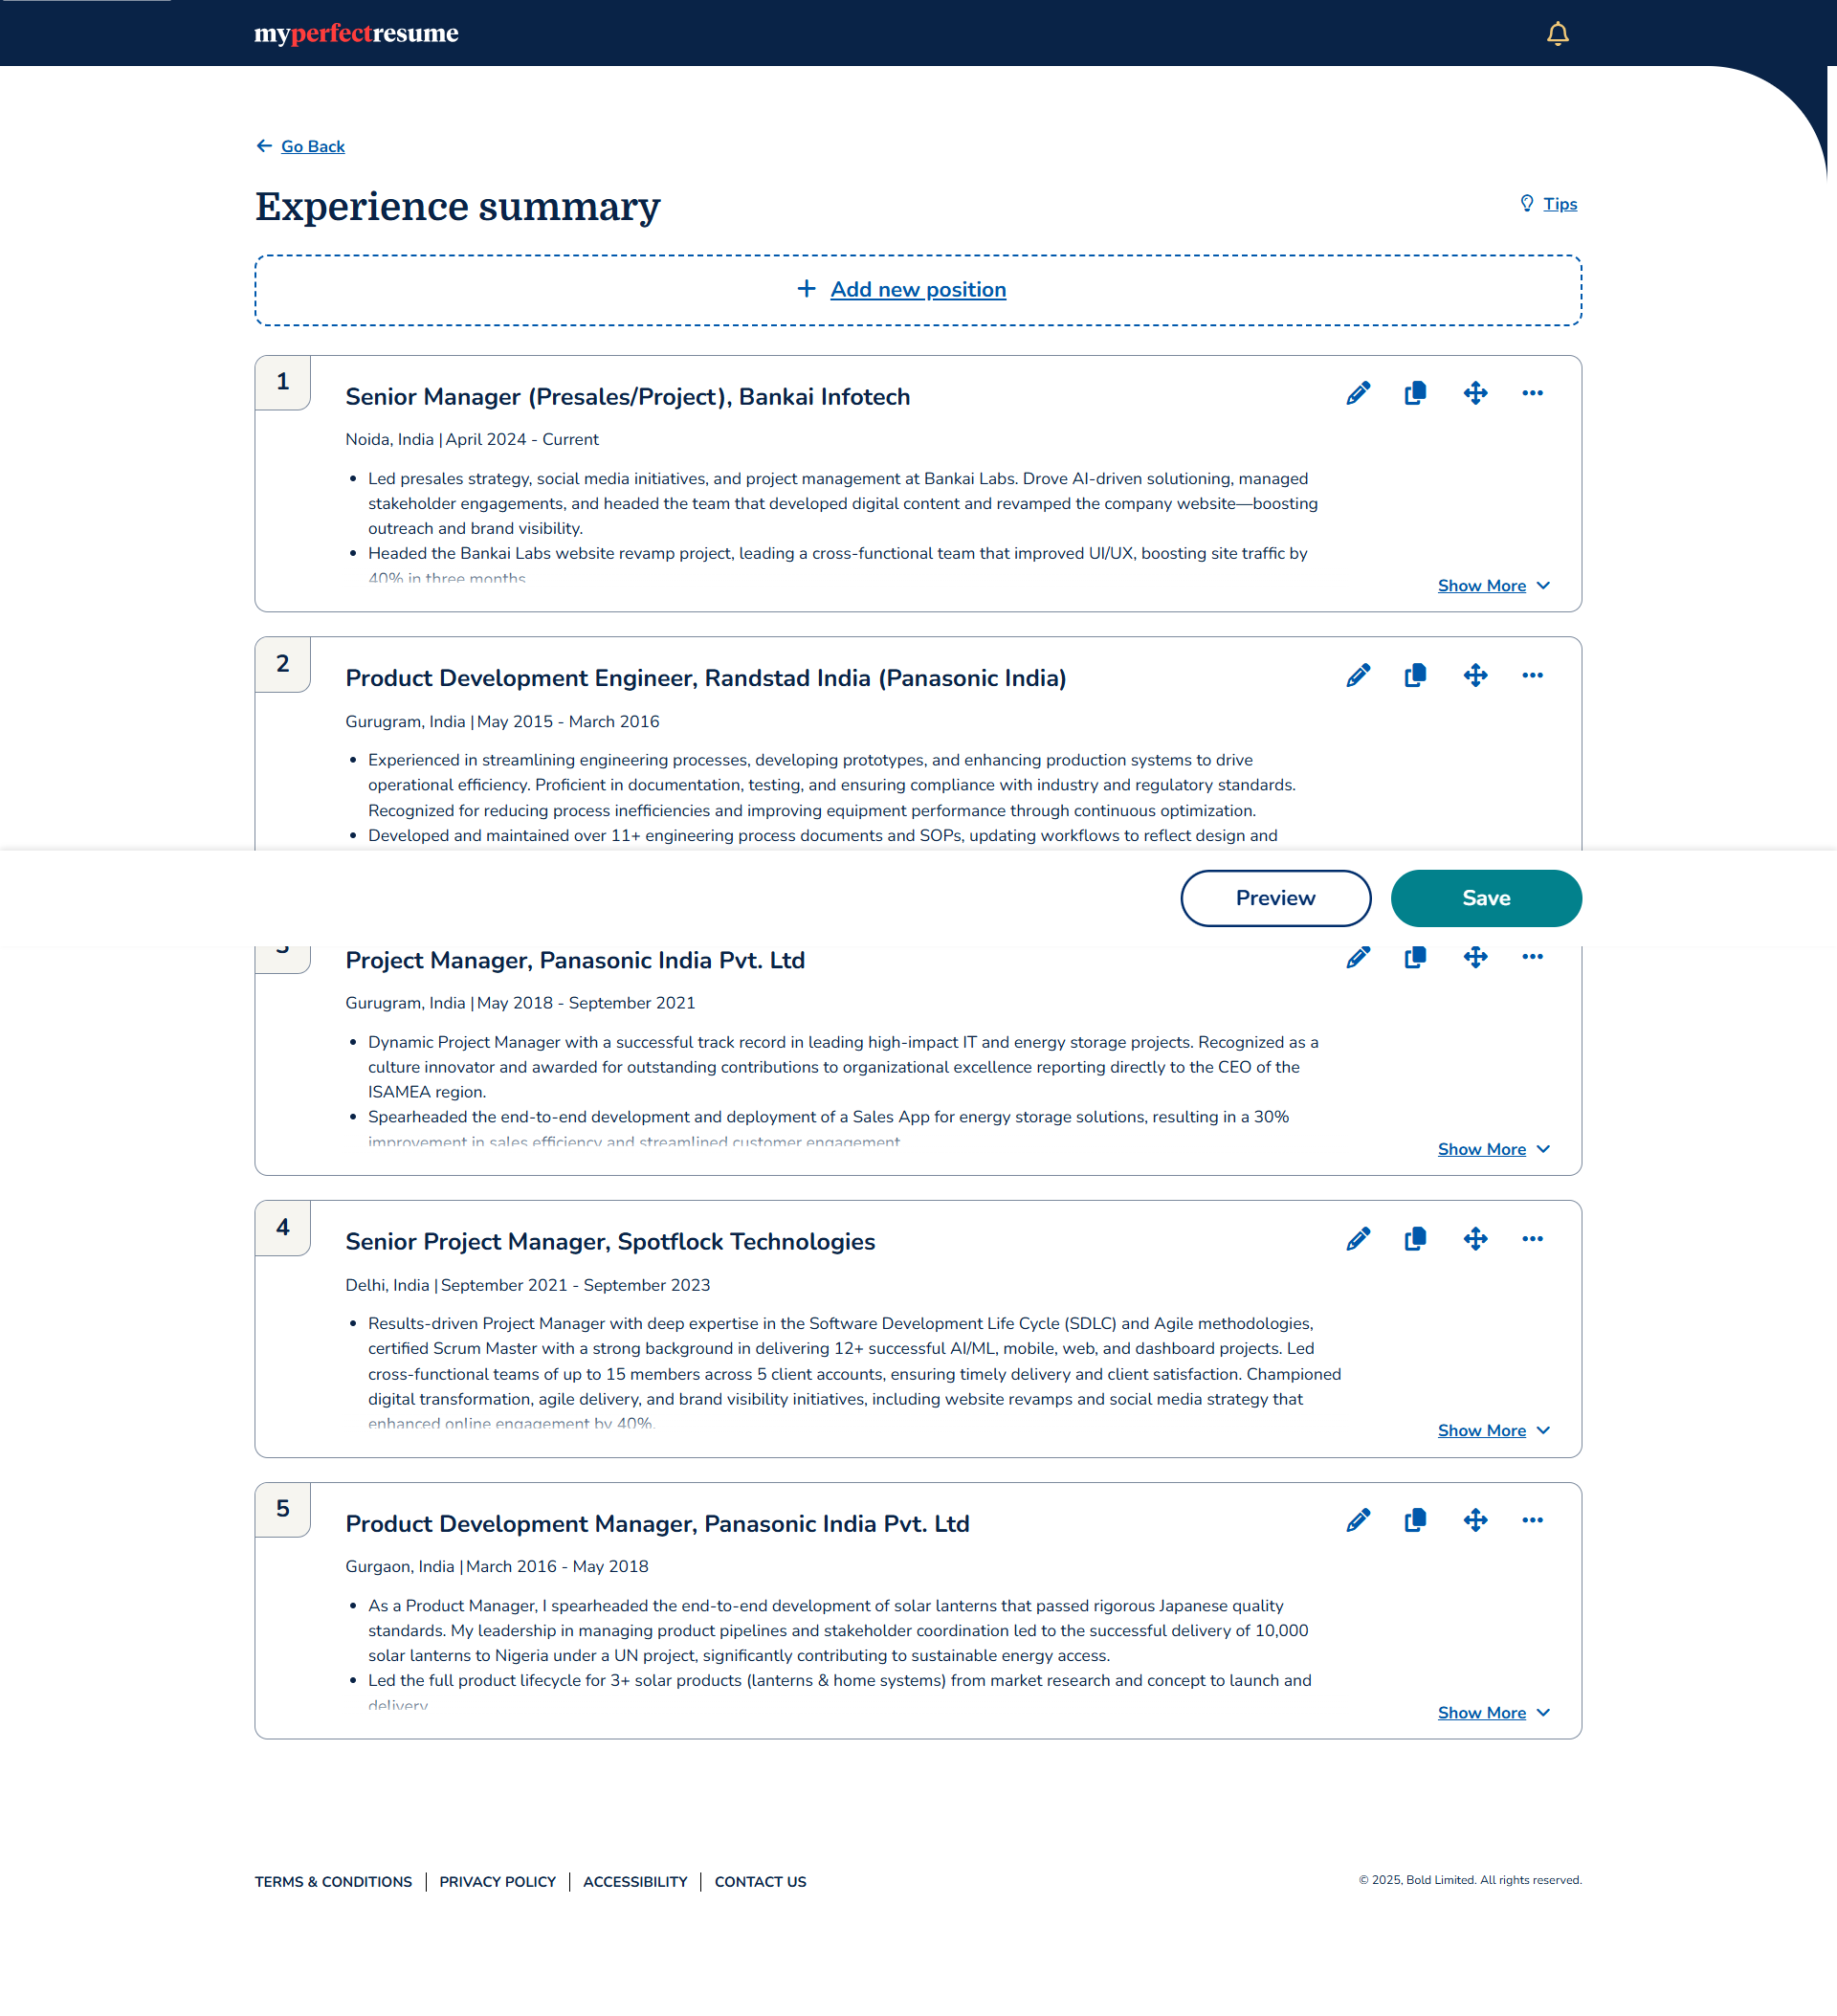 myperfectresume
Go Back
Experience summary
Tips
Add new position
1
Senior Manager (Presales/Project), Bankai Infotech
Noida, India | April 2024 - Current
• Led presales strategy, social media initiatives, and project management at Bankai Labs. Drove AI-driven solutioning, managed
stakeholder engagements, and headed the team that developed digital content and revamped the company website—boosting
outreach and brand visibility.
• Headed the Bankai Labs website revamp project, leading a cross-functional team that improved UI/UX, boosting site traffic by
40% in three months
Show More
2
Product Development Engineer, Randstad India (Panasonic India)
Gurugram, India | May 2015 - March 2016
• Experienced in streamlining engineering processes, developing prototypes, and enhancing production systems to drive
operational efficiency. Proficient in documentation, testing, and ensuring compliance with industry and regulatory standards.
Recognized for reducing process inefficiencies and improving equipment performance through continuous optimization.
• Developed and maintained over 11+ engineering process documents and SOPs, updating workflows to reflect design and
Preview
Save
3
Project Manager, Panasonic India Pvt. Ltd
Gurugram, India | May 2018 - September 2021
• Dynamic Project Manager with a successful track record in leading high-impact IT and energy storage projects. Recognized as a
culture innovator and awarded for outstanding contributions to organizational excellence reporting directly to the CEO of the
ISAMEA region.
• Spearheaded the end-to-end development and deployment of a Sales App for energy storage solutions, resulting in a 30%
improvement in sales efficiency and streamlined customer engagement
Show More
4
Senior Project Manager, Spotflock Technologies
Delhi, India | September 2021 - September 2023
• Results-driven Project Manager with deep expertise in the Software Development Life Cycle (SDLC) and Agile methodologies,
certified Scrum Master with a strong background in delivering 12+ successful AI/ML, mobile, web, and dashboard projects. Led
cross-functional teams of up to 15 members across 5 client accounts, ensuring timely delivery and client satisfaction. Championed
digital transformation, agile delivery, and brand visibility initiatives, including website revamps and social media strategy that
enhanced online engagement by 40%.
Show More
5
Product Development Manager, Panasonic India Pvt. Ltd
Gurgaon, India | March 2016 - May 2018
• As a Product Manager, I spearheaded the end-to-end development of solar lanterns that passed rigorous Japanese quality
standards. My leadership in managing product pipelines and stakeholder coordination led to the successful delivery of 10,000
solar lanterns to Nigeria under a UN project, significantly contributing to sustainable energy access.
• Led the full product lifecycle for 3+ solar products (lanterns & home systems) from market research and concept to launch and
delivery
Show More
TERMS & CONDITIONS | PRIVACY POLICY | ACCESSIBILITY | CONTACT US
© 2025, Bold Limited. All rights reserved.